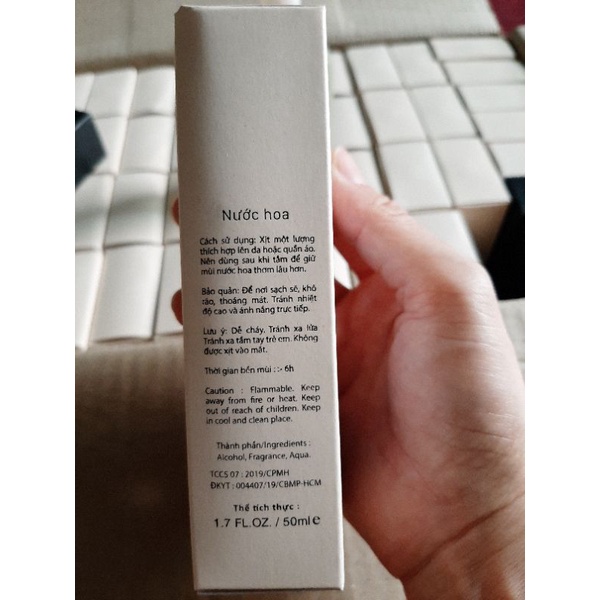 Nước hoa
Cách sử dụng: Xịt một lượng
thích hợp lên da hoặc quần áo.
Nên dùng sau khi tắm để giữ
mùi nước hoa thơm lâu hơn.
Bảo quản: Để nơi sạch sẽ, khô
ráo, thoáng mát. Tránh nhiệt
độ cao và ánh nắng trực tiếp.
Lưu ý: Dễ cháy. Tránh xa lửa
Tránh xa tầm tay trẻ em. Không
được xịt vào mắt.
Thời gian bền mùi : > 6h
Caution : Flammable. Keep
away from fire or heat. Keep
out of reach of children. Keep
in cool and clean place.
Thành phần/Ingredients :
Alcohol, Fragrance, Aqua.
TCCS 07 : 2019/CPMH
ĐKYT : 004407/19/CBMP-HCM
Thể tích thực :
1.7 FL.OZ. / 50ml e